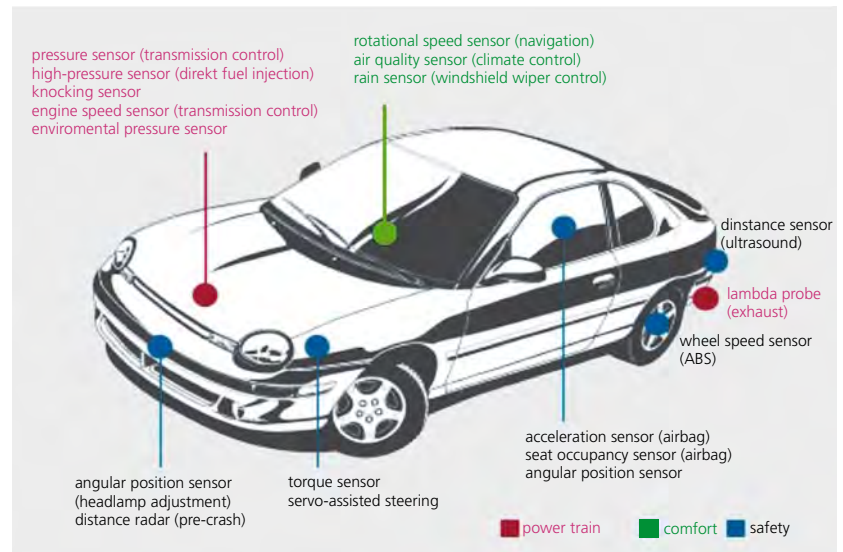 pressure sensor (transmission control)
high-pressure sensor (direkt fuel injection)
knocking sensor
engine speed sensor (transmission control)
enviromental pressure sensor
rotational speed sensor (navigation)
air quality sensor (climate control)
rain sensor (windshield wiper control)
dinstance sensor
(ultrasound)
lambda probe
(exhaust)
wheel speed sensor
(ABS)
acceleration sensor (airbag)
seat occupancy sensor (airbag)
angular position sensor
angular position sensor
(headlamp adjustment)
distance radar (pre-crash)
torque sensor
servo-assisted steering
power train
comfort
safety